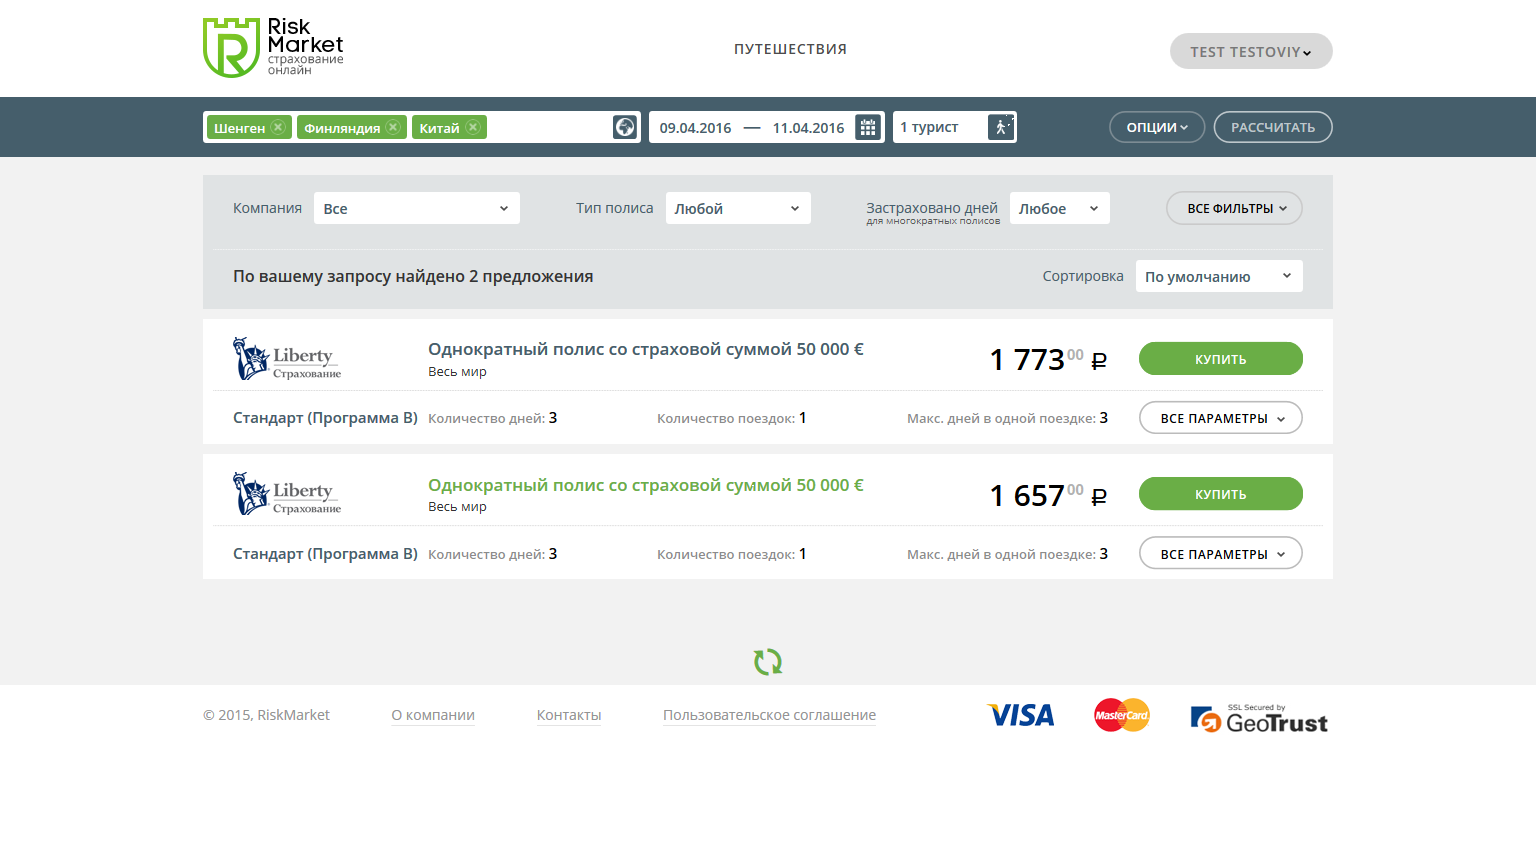 Risk
Market
страхование
онлайн
ПУТЕШЕСТВИЯ
TEST TESTOVIY
Шенген Финляндия Китай
09.04.2016 — 11.04.2016
1 турист
ОПЦИИ
РАССЧИТАТЬ
Компания Все
Тип полиса Любой
Застраховано дней Любое
для многократных полисов
ВСЕ ФИЛЬТРЫ
По вашему запросу найдено 2 предложения
Сортировка По умолчанию
Liberty
Страхование
Однократный полис со страховой суммой 50 000 €
Весь мир
1 773 00 ₽
КУПИТЬ
Стандарт (Программа В) Количество дней: 3 Количество поездок: 1 Макс. дней в одной поездке: 3
ВСЕ ПАРАМЕТРЫ
Liberty
Страхование
Однократный полис со страховой суммой 50 000 €
Весь мир
1 657 00 ₽
КУПИТЬ
Стандарт (Программа В) Количество дней: 3 Количество поездок: 1 Макс. дней в одной поездке: 3
ВСЕ ПАРАМЕТРЫ
© 2015, RiskMarket О компании Контакты Пользовательское соглашение
VISA
MasterCard
SSL Secured by
GeoTrust